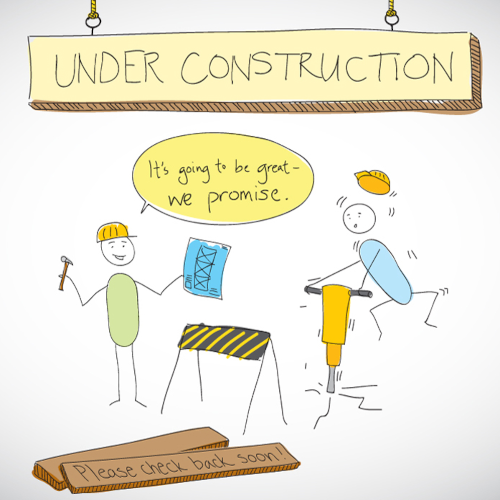 UNDER CONSTRUCTION
It's going to be great-
we promise.
Please check back soon!